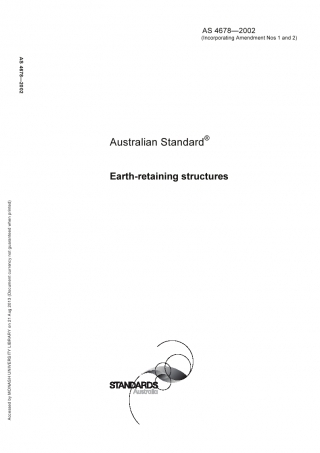 AS 4678—2002
(Incorporating Amendment Nos 1 and 2)
AS 4678—2002
Australian Standard®
Earth-retaining structures
Accessed by MONASH UNIVERSITY LIBRARY on 21 Aug 2013 (Document currency not guaranteed when printed)
STANDARDS
Australia